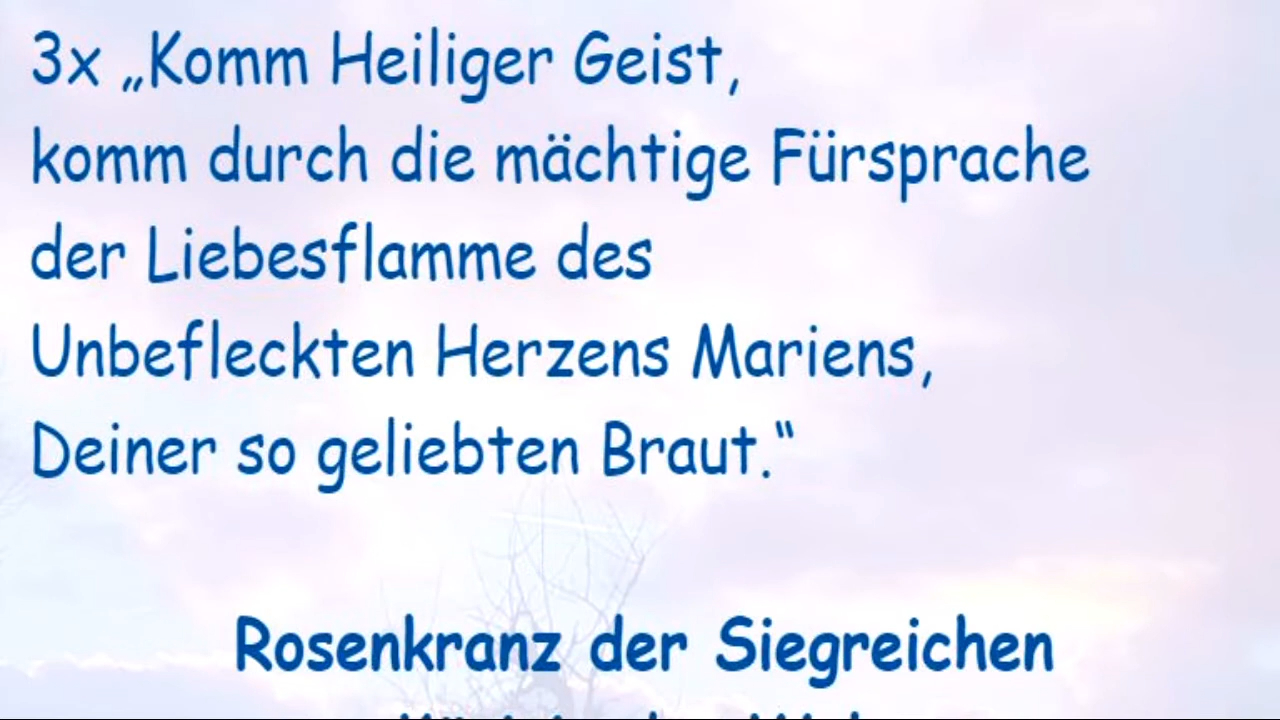 3x „Komm Heiliger Geist,
komm durch die mächtige Fürsprache
der Liebesflamme des
Unbefleckten Herzens Mariens,
Deiner so geliebten Braut.“
Rosenkranz der Siegreichen